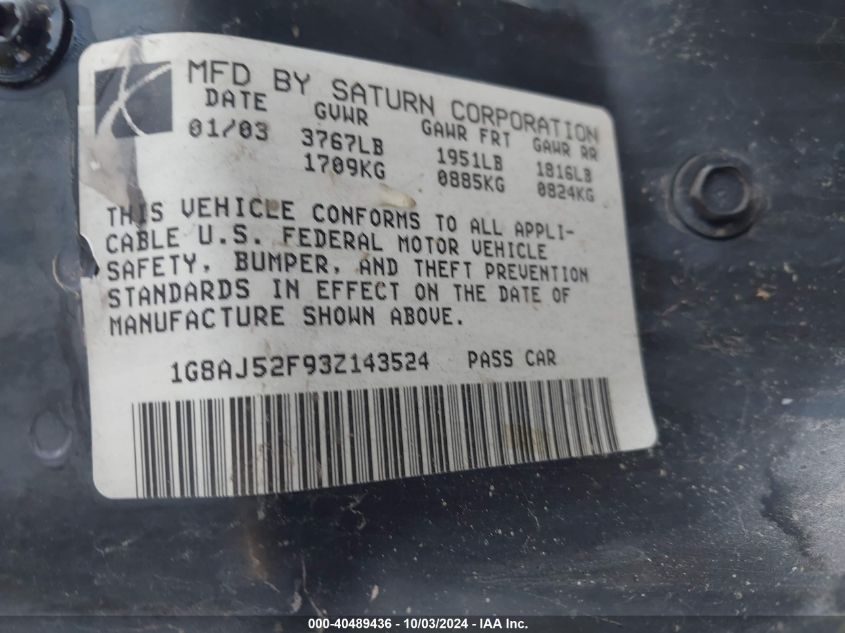 MFD BY SATURN CORPORATION
DATE GVWR GAWR FRT GAWR RR
01/03 3767LB 1951LB 1816LB
1709KG 0885KG 0824KG
THIS VEHICLE CONFORMS TO ALL APPLI-
CABLE U.S. FEDERAL MOTOR VEHICLE
SAFETY, BUMPER, AND THEFT PREVENTION
STANDARDS IN EFFECT ON THE DATE OF
MANUFACTURE SHOWN ABOVE.
1G8AJ52F93Z143524 PASS CAR
000-40489436 - 10/03/2024 - IAA Inc.